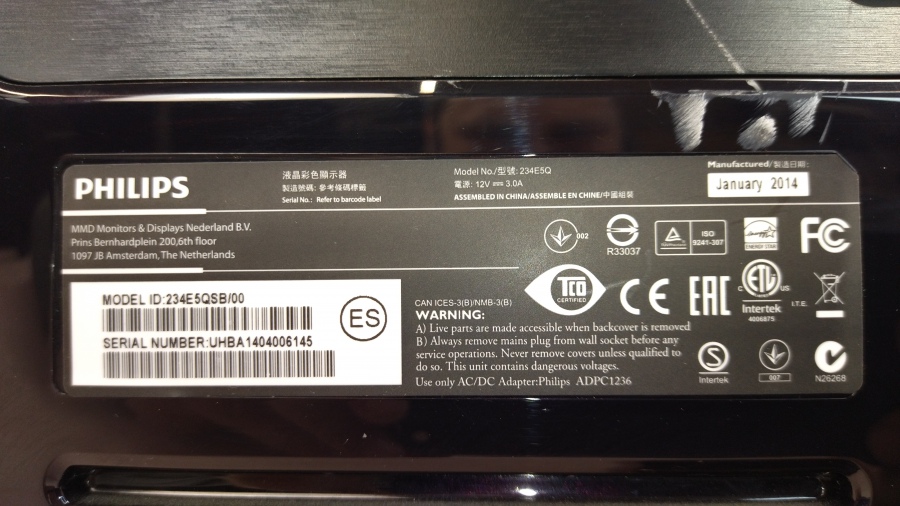 PHILIPS
液晶彩色顯示器
製造號碼: 參考條碼標籤
Serial No.: Refer to barcode label
Model No./型號: 234E5Q
電源: 12V ⎓ 3.0A
ASSEMBLED IN CHINA/ASSEMBLE EN CHINE/中國組裝
Manufactured/製造日期:
January 2014
MMD Monitors & Displays Nederland B.V.
Prins Bernhardplein 200,6th floor
1097 JB Amsterdam,The Netherlands
002
R33037
ISO
9241-307
ENERGY STAR
FC
MODEL ID:234E5QSB/00
SERIAL NUMBER:UHBA1404006145
ES
TCO
CERTIFIED
CE
EAC
C ETL US
Intertek
4006875
I.T.E.
CAN ICES-3(B)/NMB-3(B)
WARNING:
A) Live parts are made accessible when backcover is removed
B) Always remove mains plug from wall socket before any
service operations. Never remove covers unless qualified to
do so. This unit contains dangerous voltages.
Use only AC/DC Adapter:Philips ADPC1236
S
Intertek
007
N26268